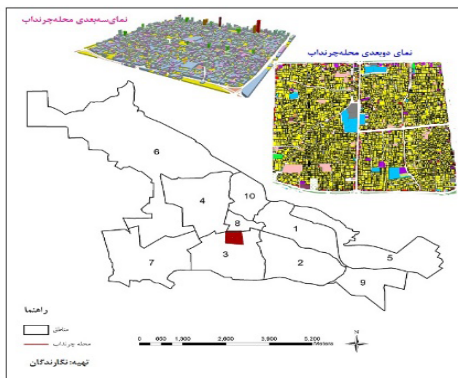 نمای سه‌بعدی محله چرنداب
نمای دوبعدی محله چرنداب
6
4
10
8
1
5
7
3
2
9
راهنما
مناطق
محله چرنداب
تهیه: نگارندگان
0
1,300
2,600
3,900
5,200
Meters
N